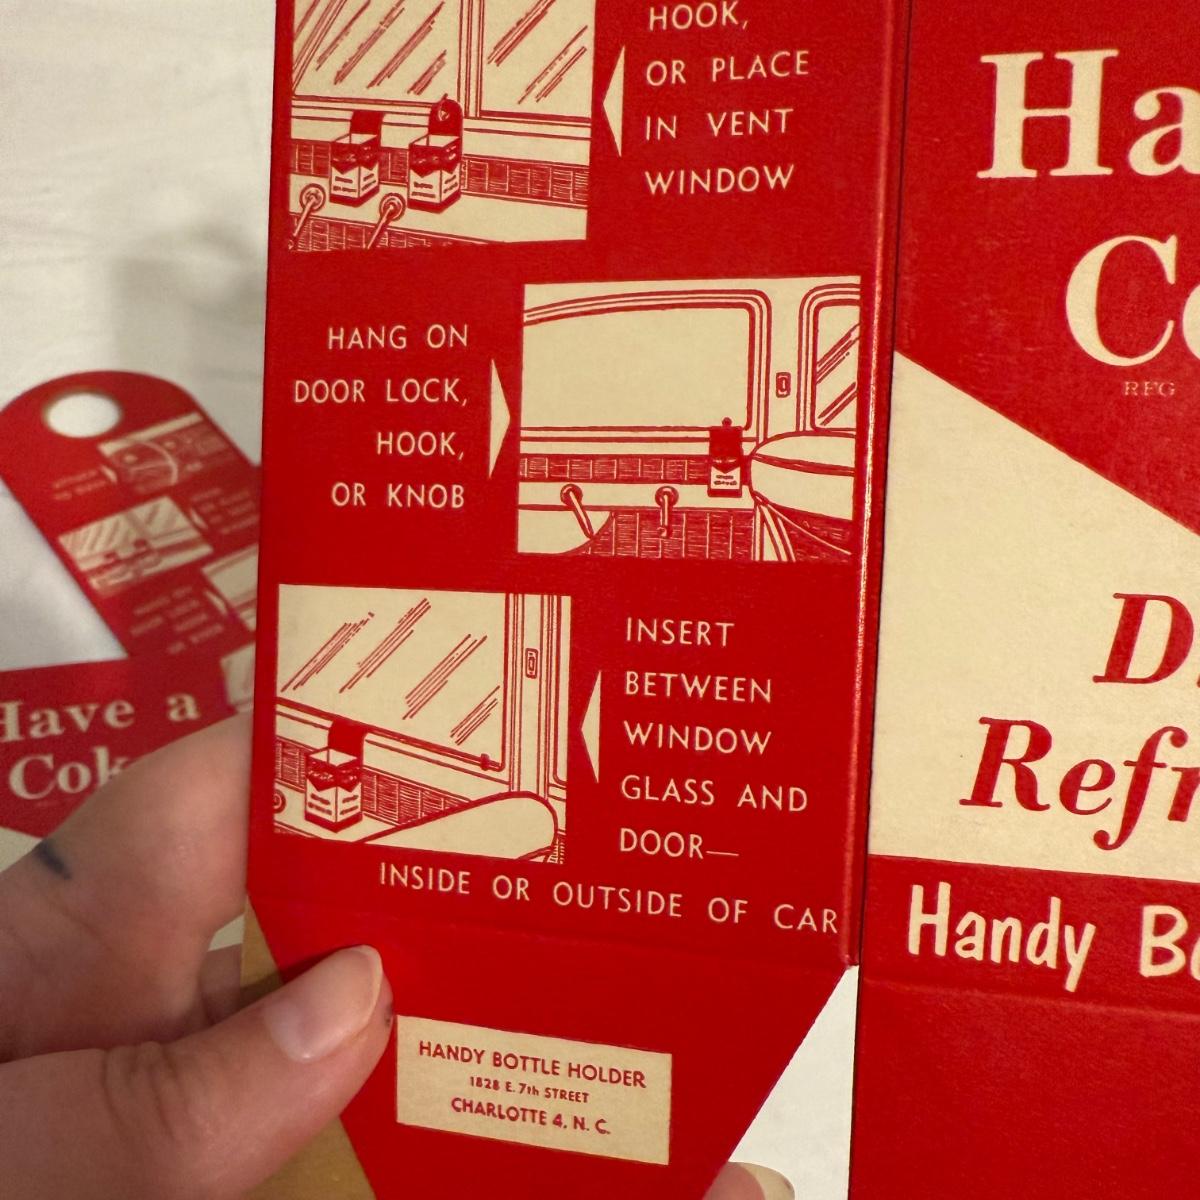 HOOK,
OR PLACE
IN VENT
WINDOW
HANG ON
DOOR LOCK,
HOOK,
OR KNOB
INSERT
BETWEEN
WINDOW
GLASS AND
DOOR—
INSIDE OR OUTSIDE OF CAR
HANDY BOTTLE HOLDER
1828 E. 7th STREET
CHARLOTTE 4, N. C.
Ha
Co
REG
D
Refr
Handy Bo
Have a
Cok